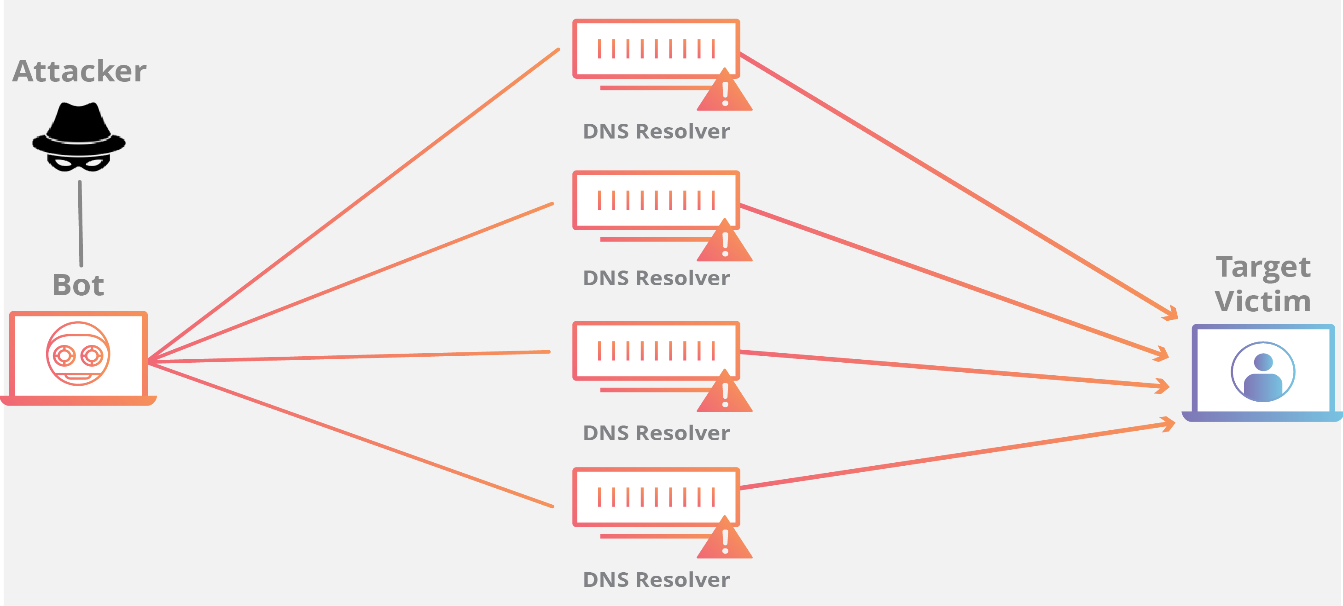 Attacker
Bot
DNS Resolver
DNS Resolver
DNS Resolver
DNS Resolver
Target
Victim